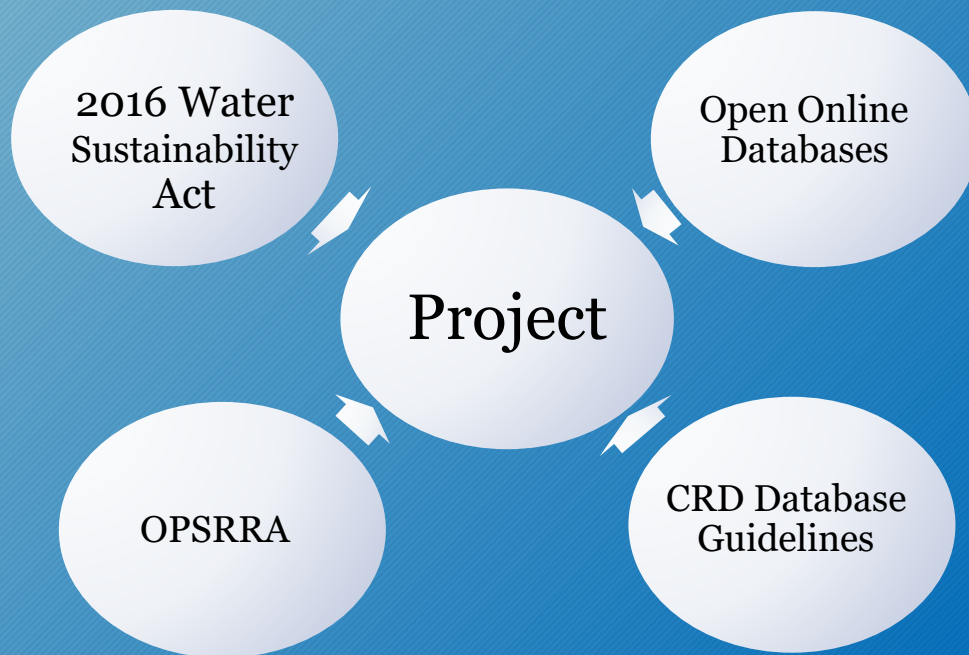 2016 Water
Sustainability
Act
Open Online
Databases
Project
OPSRRA
CRD Database
Guidelines